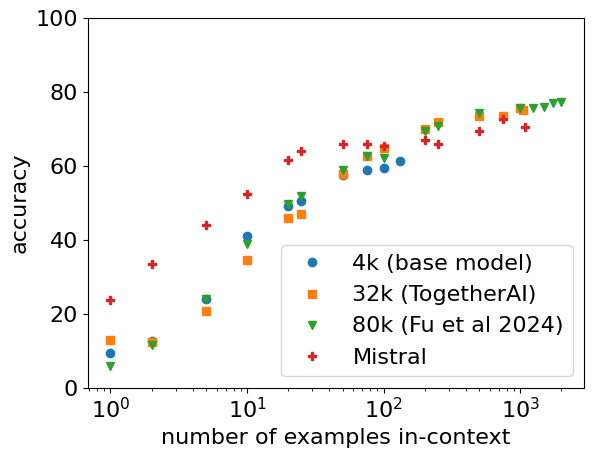 100
80
60
40
20
0
accuracy
4k (base model)
32k (TogetherAI)
80k (Fu et al 2024)
Mistral
10⁰ 10¹ 10² 10³
number of examples in-context